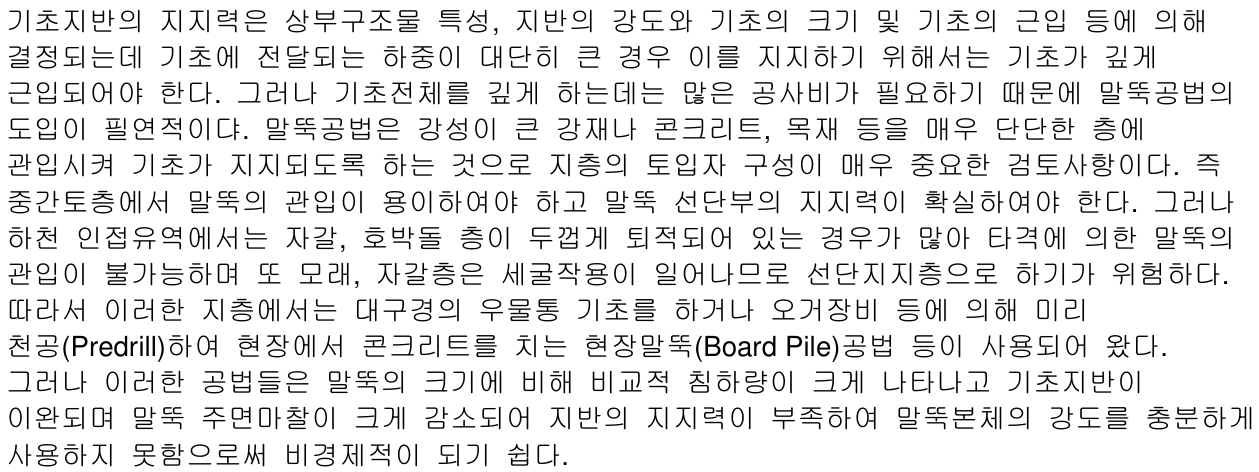 기초지반의 지지력은 상부구조물 특성, 지반의 강도와 기초의 크기 및 기초의 근입 등에 의해
결정되는데 기초에 전달되는 하중이 대단히 큰 경우 이를 지지하기 위해서는 기초가 깊게
근입되어야 한다. 그러나 기초전체를 깊게 하는데는 많은 공사비가 필요하기 때문에 말뚝공법의
도입이 필연적이댜. 말뚝공법은 강성이 큰 강재나 콘크리트, 목재 등을 매우 단단한 층에
관입시켜 기초가 지지되도록 하는 것으로 지층의 토입자 구성이 매우 중요한 검토사항이다. 즉
중간토층에서 말뚝의 관입이 용이하여야 하고 말뚝 선단부의 지지력이 확실하여야 한다. 그러나
하천 인접유역에서는 자갈, 호박돌 층이 두껍게 퇴적되어 있는 경우가 많아 타격에 의한 말뚝의
관입이 불가능하며 또 모래, 자갈층은 세굴작용이 일어나므로 선단지지층으로 하기가 위험하다.
따라서 이러한 지층에서는 대구경의 우물통 기초를 하거나 오거장비 등에 의해 미리
천공(Predrill)하여 현장에서 콘크리트를 치는 현장말뚝(Board Pile)공법 등이 사용되어 왔다.
그러나 이러한 공법들은 말뚝의 크기에 비해 비교적 침하량이 크게 나타나고 기초지반이
이완되며 말뚝 주면마찰이 크게 감소되어 지반의 지지력이 부족하여 말뚝본체의 강도를 충분하게
사용하지 못함으로써 비경제적이 되기 쉽다.